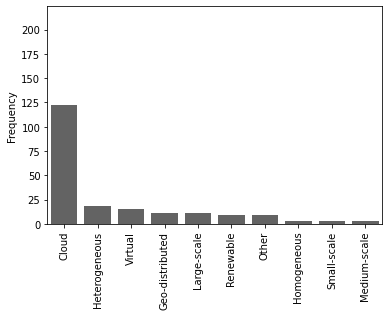 200
175
150
125
100
75
50
25
0
Frequency
Cloud
Heterogeneous
Virtual
Geo-distributed
Large-scale
Renewable
Other
Homogeneous
Small-scale
Medium-scale